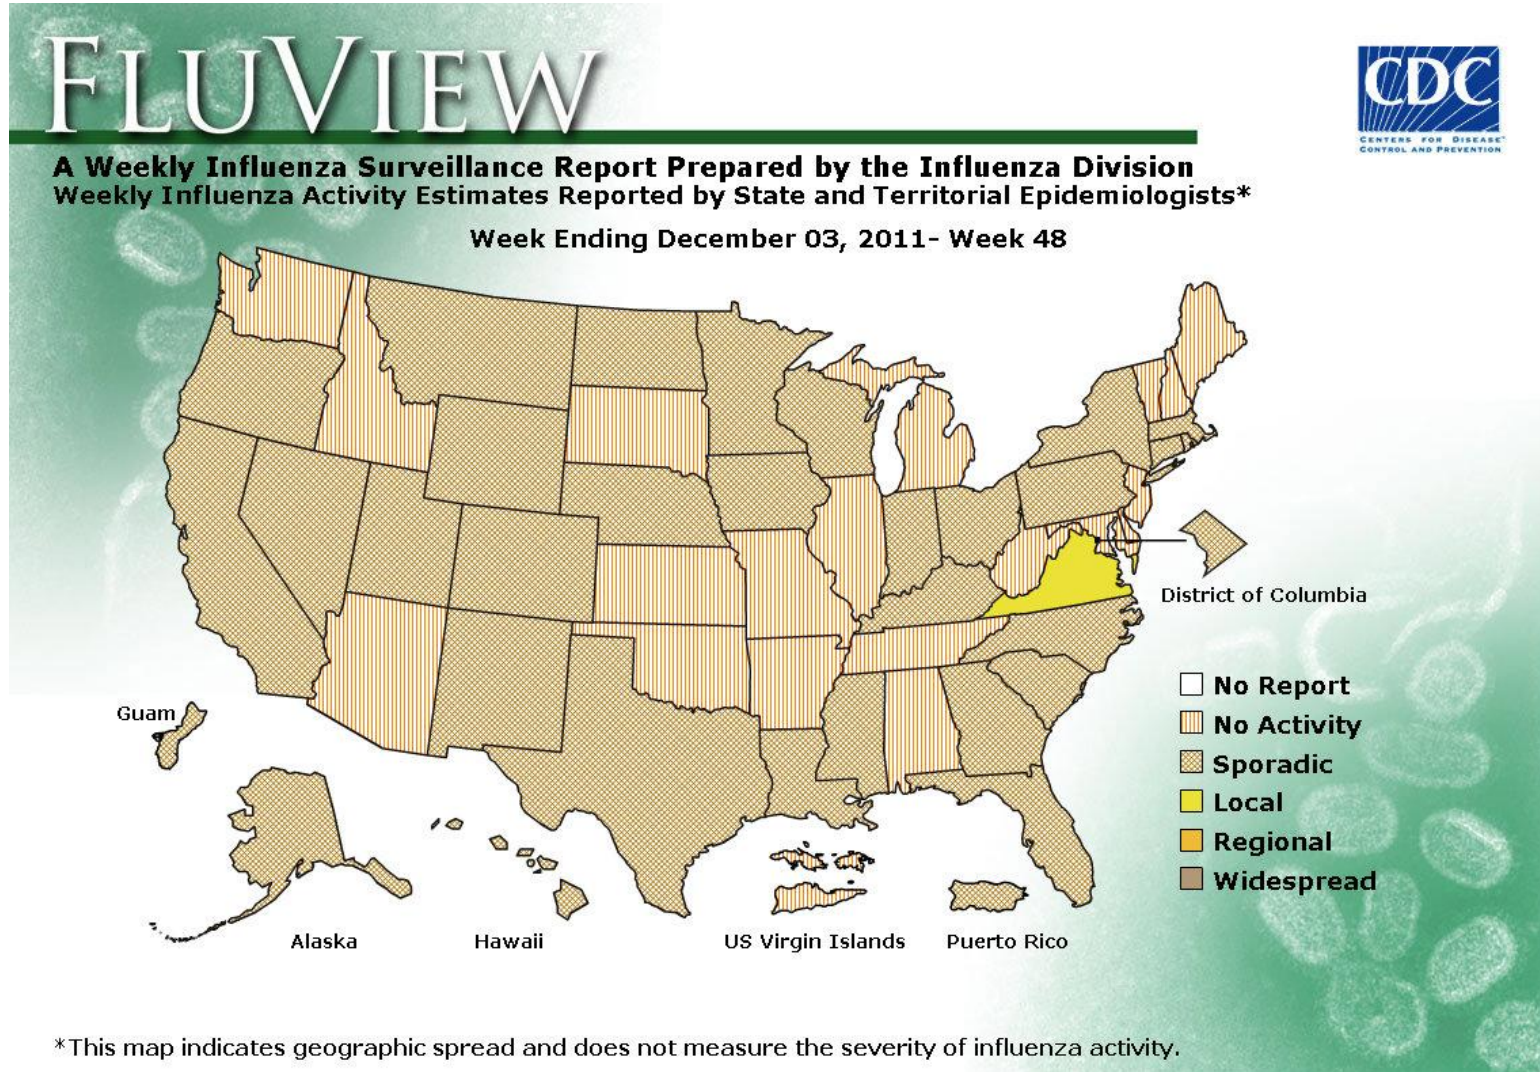 FLUVIEW
CDC
CENTERS FOR DISEASE
CONTROL AND PREVENTION
A Weekly Influenza Surveillance Report Prepared by the Influenza Division
Weekly Influenza Activity Estimates Reported by State and Territorial Epidemiologists*
Week Ending December 03, 2011- Week 48
District of Columbia
Guam
No Report
No Activity
Sporadic
Local
Regional
Widespread
Alaska
Hawaii
US Virgin Islands
Puerto Rico
*This map indicates geographic spread and does not measure the severity of influenza activity.